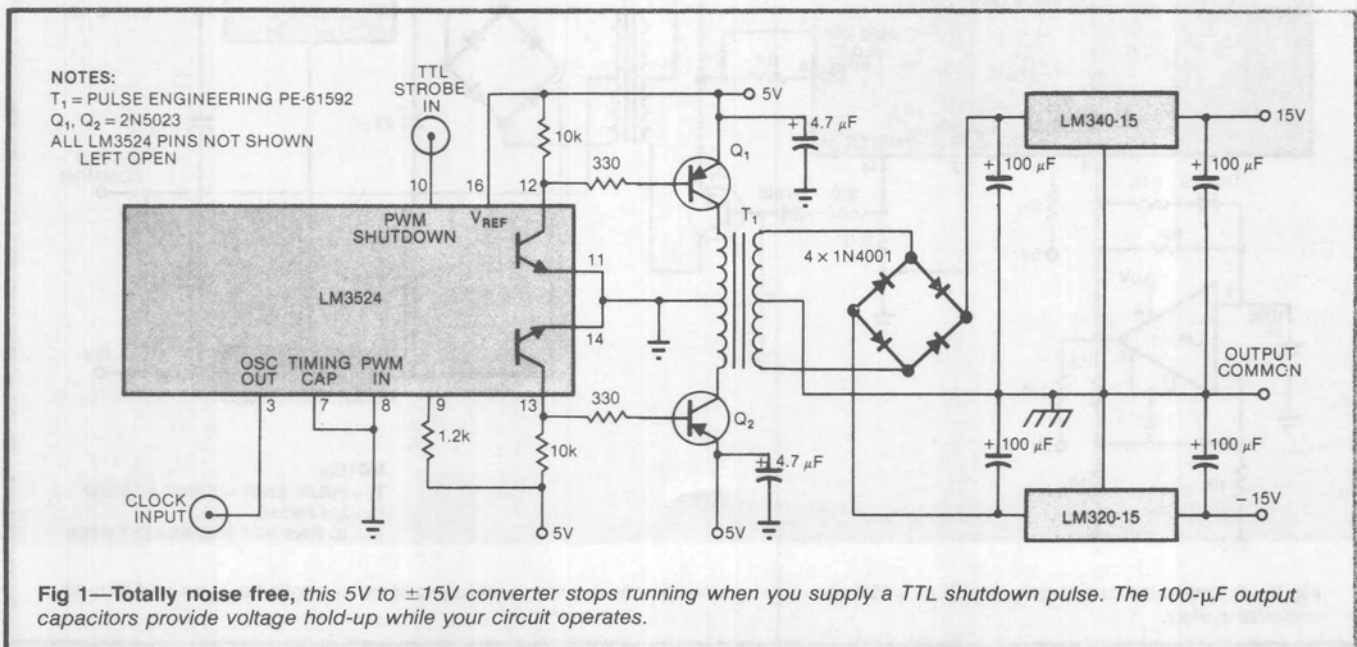 NOTES:
T₁ = PULSE ENGINEERING PE-61592
Q₁, Q₂ = 2N5023
ALL LM3524 PINS NOT SHOWN
LEFT OPEN
TTL
STROBE
IN
5V
10k
4.7 µF
330
Q₁
10
16
12
PWM
SHUTDOWN
V_REF
11
LM3524
14
T₁
4 × 1N4001
LM340-15
15V
+ 100 µF
+ 100 µF
OUTPUT
COMMON
OSC
OUT
TIMING
CAP
PWM
IN
3
7
8
9
13
330
Q₂
1.2k
10k
4.7 µF
+ 100 µF
+ 100 µF
LM320-15
−15V
CLOCK
INPUT
5V
5V
Fig 1—Totally noise free, this 5V to ±15V converter stops running when you supply a TTL shutdown pulse. The 100-µF output
capacitors provide voltage hold-up while your circuit operates.